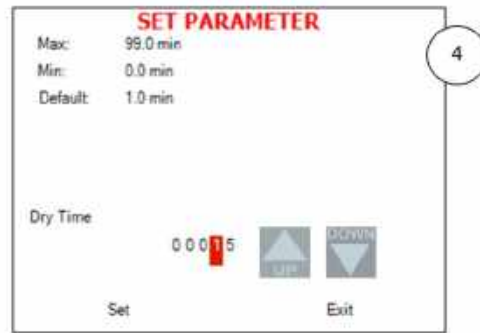 SET PARAMETER
Max: 99.0 min
Min: 0.0 min
Default: 1.0 min
4
Dry Time
0 0 0 1 5
UP
DOWN
Set Exit